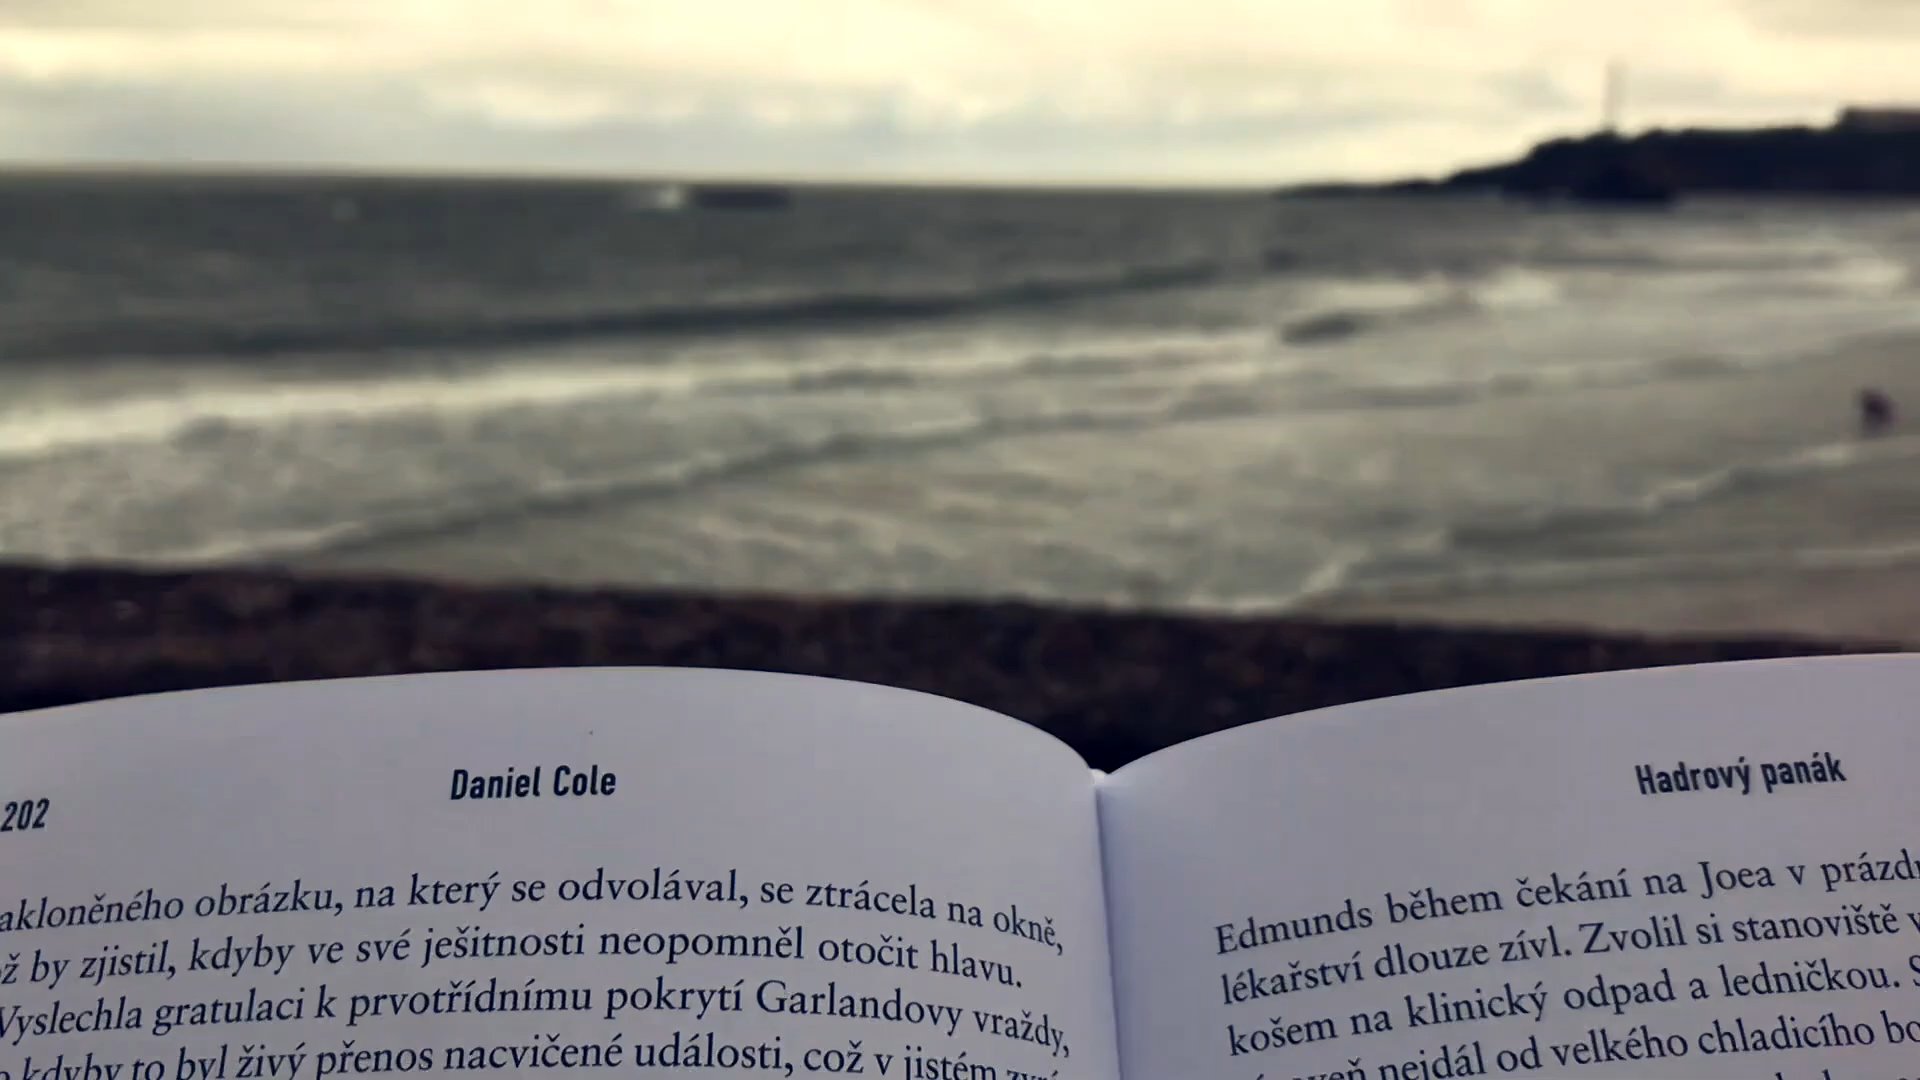 202
Daniel Cole
akloněného obrázku, na který se odvolával, se ztrácela na okně,
ž by zjistil, kdyby ve své ješitnosti neopomněl otočit hlavu.
Vyslechla gratulaci k prvotřídnímu pokrytí Garlandovy vraždy,
kdyby to byl živý přenos nacvičené události, což v jistém
Hadrový panák
Edmunds během čekání na Joea v prázd
lékařství dlouze zívl. Zvolil si stanoviště v
košem na klinický odpad a ledničkou. S
nejdál od velkého chladicího bo